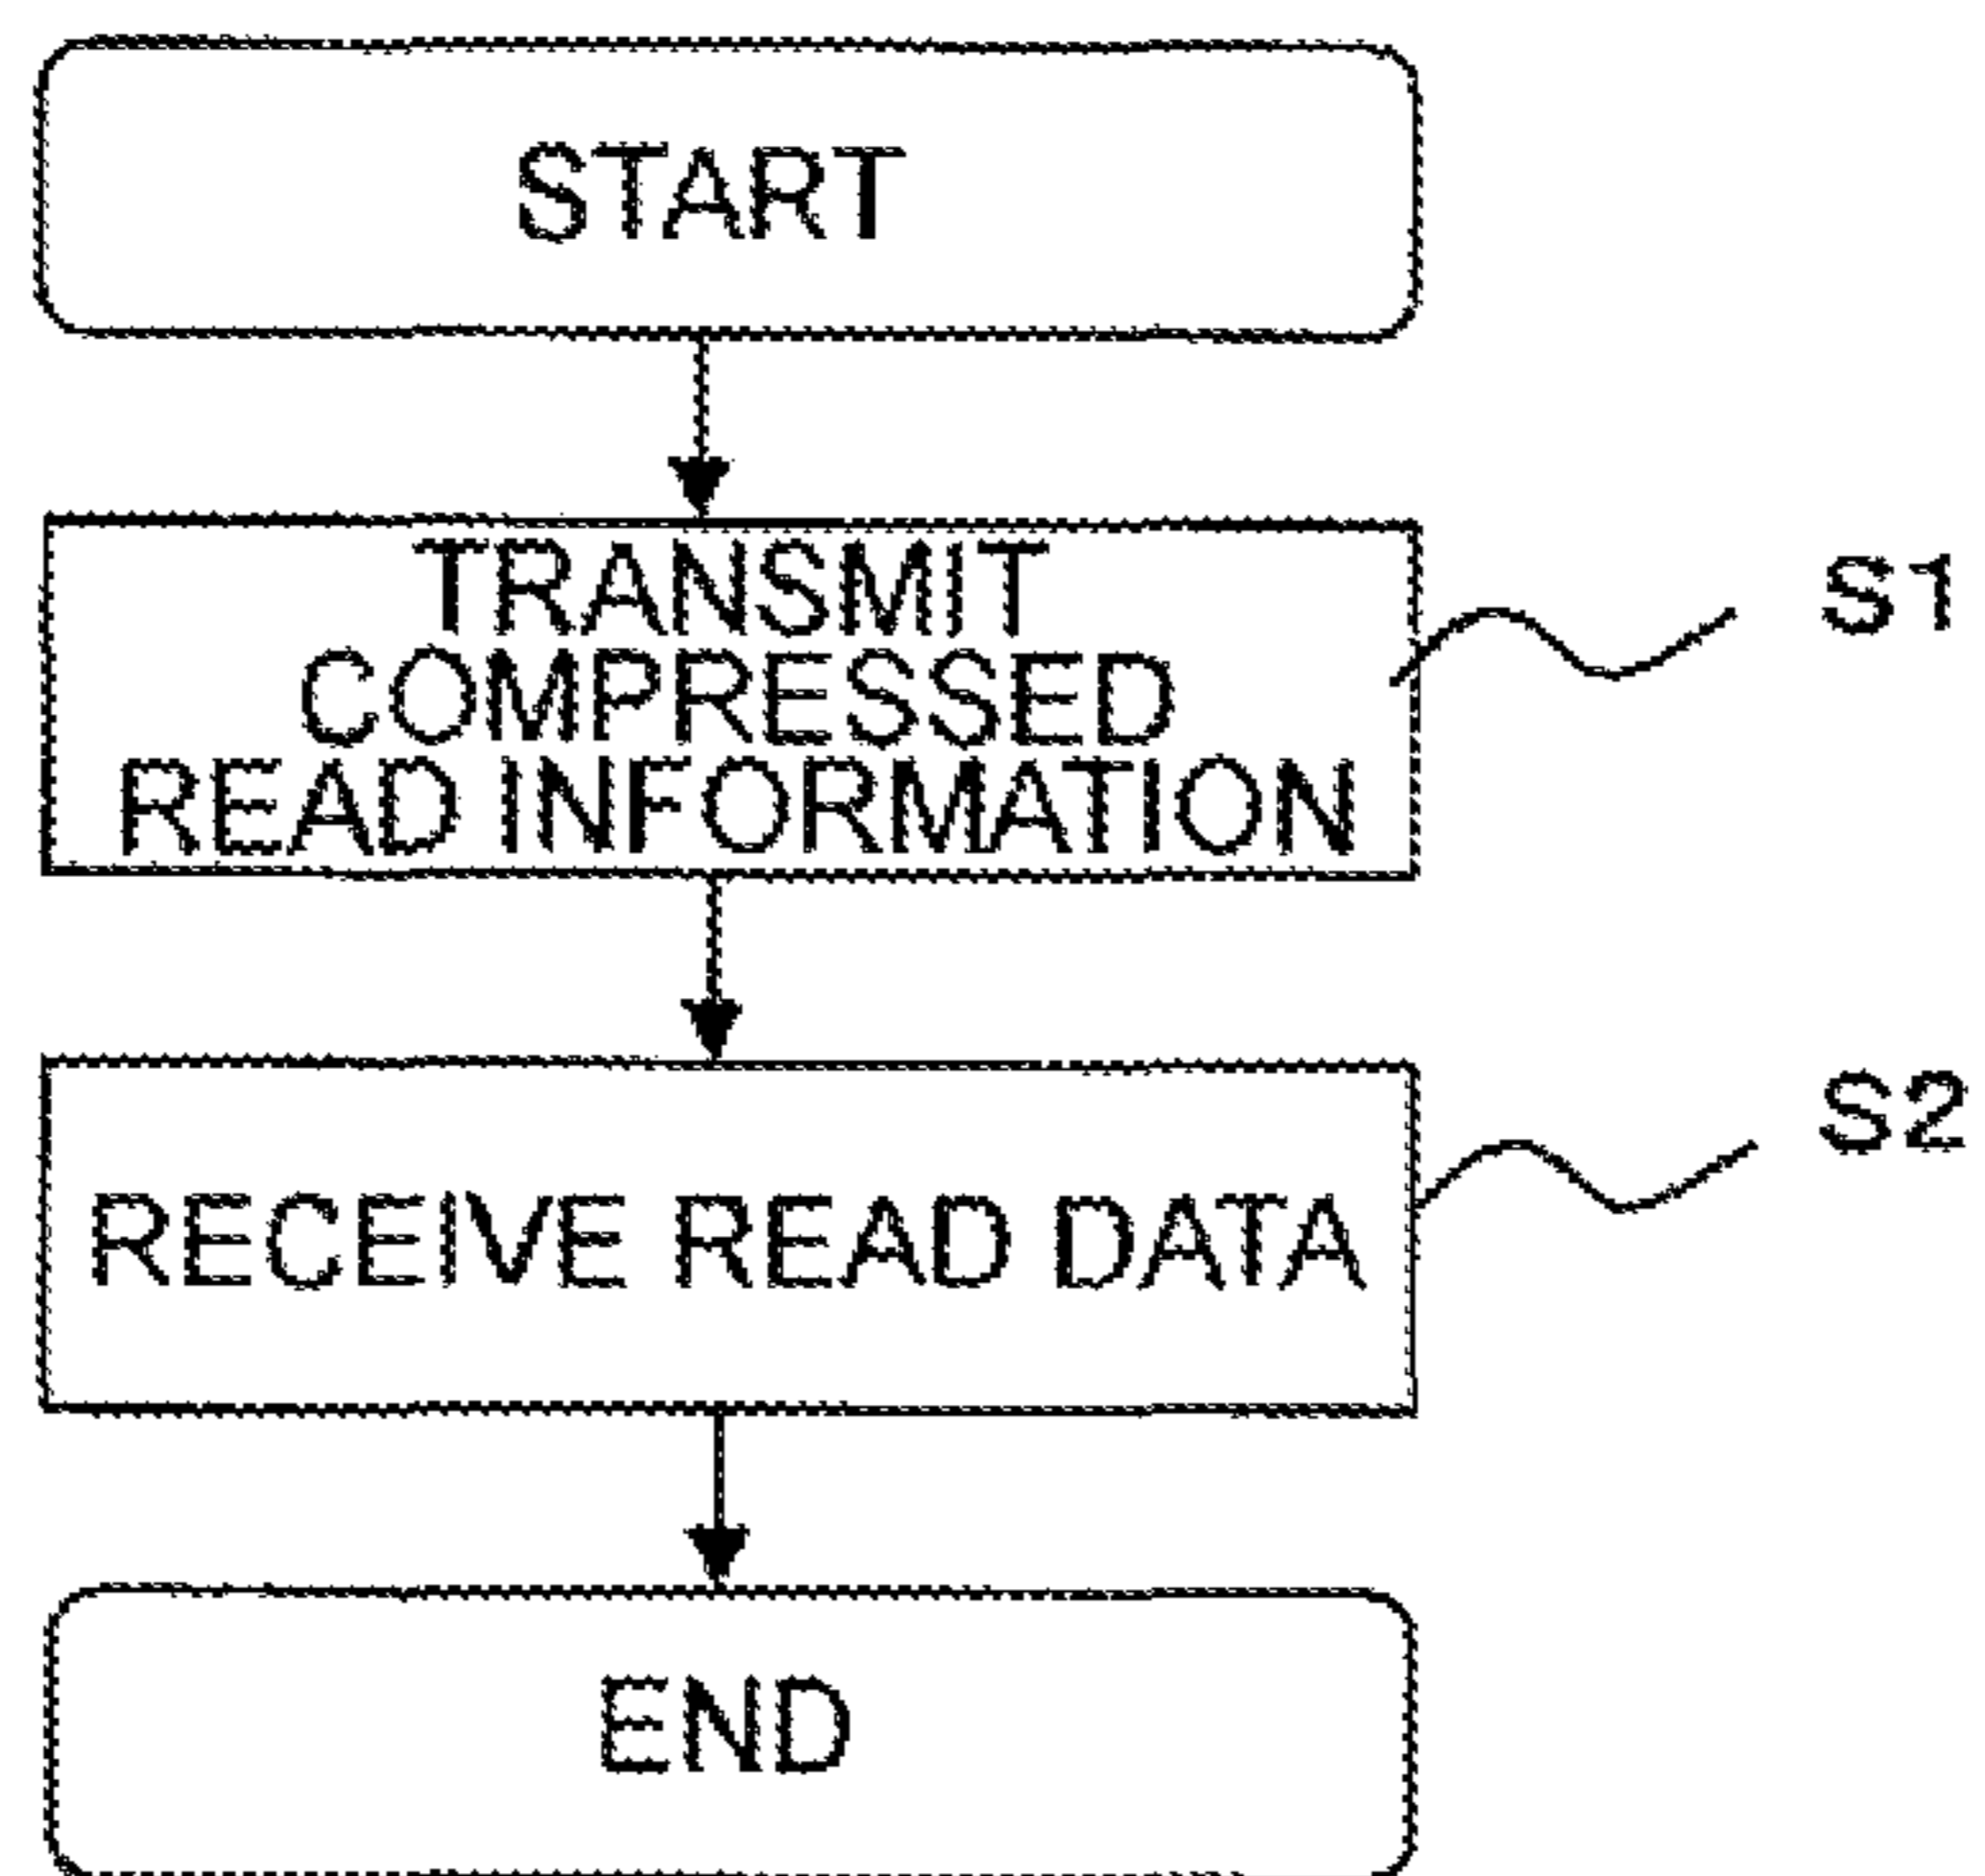 START
TRANSMIT
COMPRESSED
READ INFORMATION
S1
RECEIVE READ DATA
S2
END